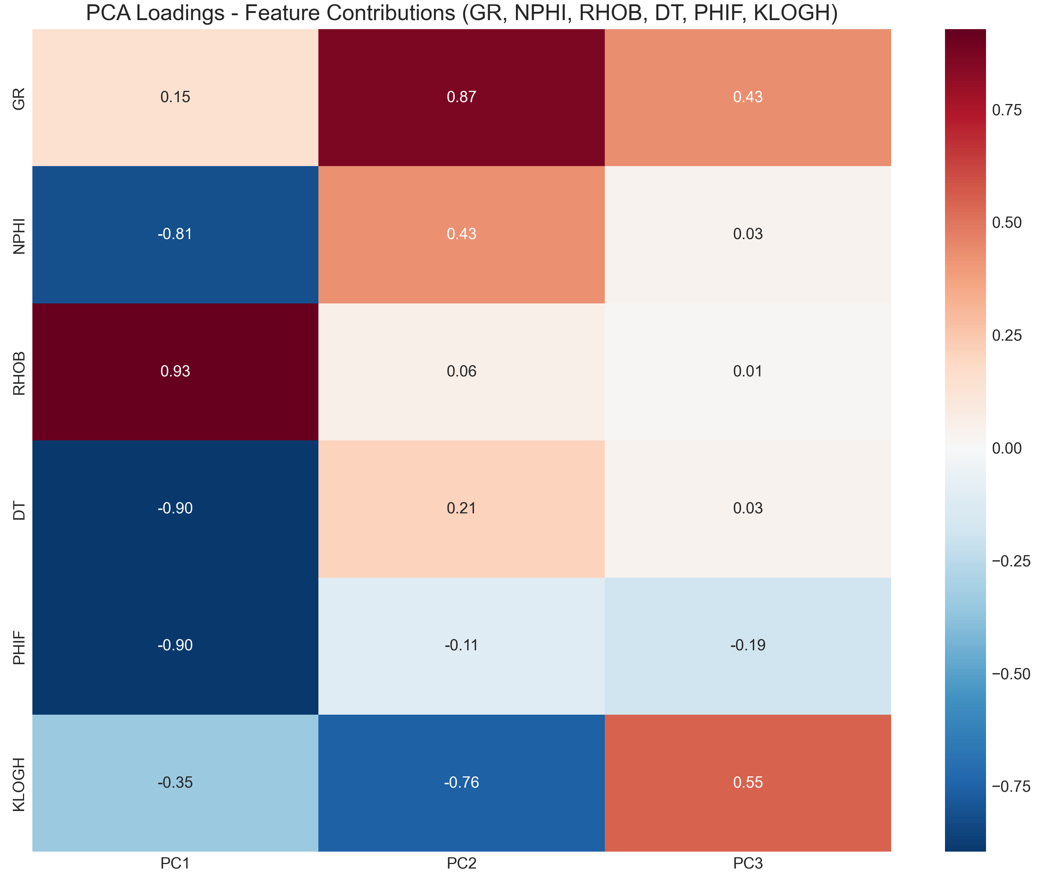 PCA Loadings - Feature Contributions (GR, NPHI, RHOB, DT, PHIF, KLOGH)
GR
0.15
0.87
0.43
NPHI
-0.81
0.43
0.03
RHOB
0.93
0.06
0.01
DT
-0.90
0.21
0.03
PHIF
-0.90
-0.11
-0.19
KLOGH
-0.35
-0.76
0.55
PC1
PC2
PC3
0.75
0.50
0.25
0.00
−0.25
−0.50
−0.75